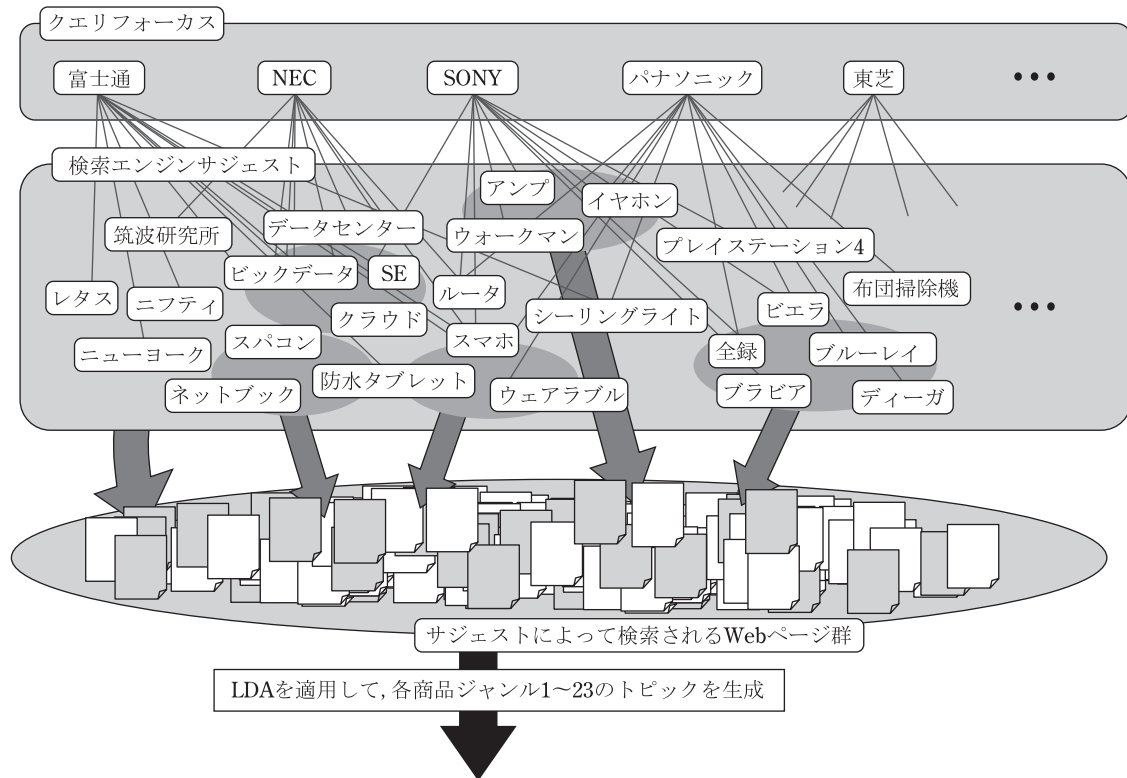 クエリフォーカス
富士通
NEC
SONY
パナソニック
東芝
•••
検索エンジンサジェスト
アンプ
イヤホン
筑波研究所
データセンター
ウォークマン
プレイステーション4
ビックデータ
SE
ルータ
布団掃除機
レタス
ニフティ
クラウド
シーリングライト
ビエラ
•••
ニューヨーク
スパコン
スマホ
全録
ブルーレイ
ネットブック
防水タブレット
ウェアラブル
ブラビア
ディーガ
サジェストによって検索されるWebページ群
LDAを適用して,各商品ジャンル1〜23のトピックを生成